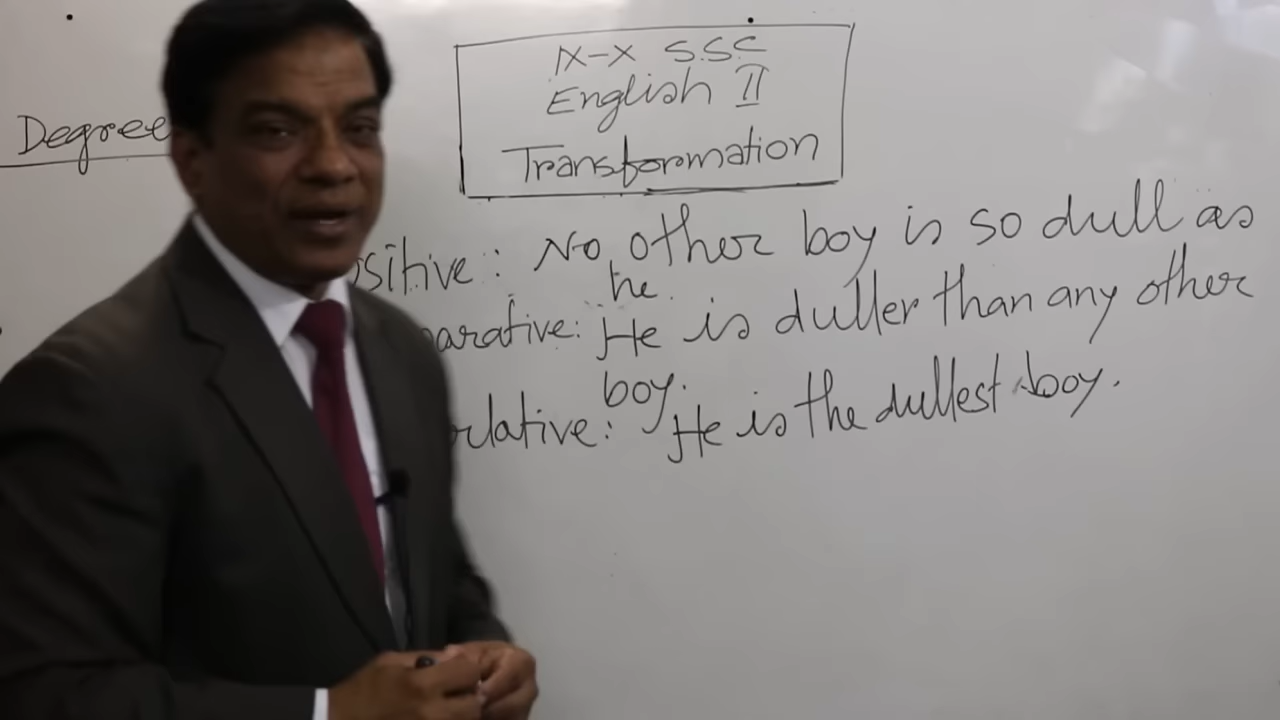 IX-X SSC
English II
Transformation
Degree
sitive: No other boy is so dull as
he.
parative: He is duller than any other
boy.
rlative: He is the dullest boy.